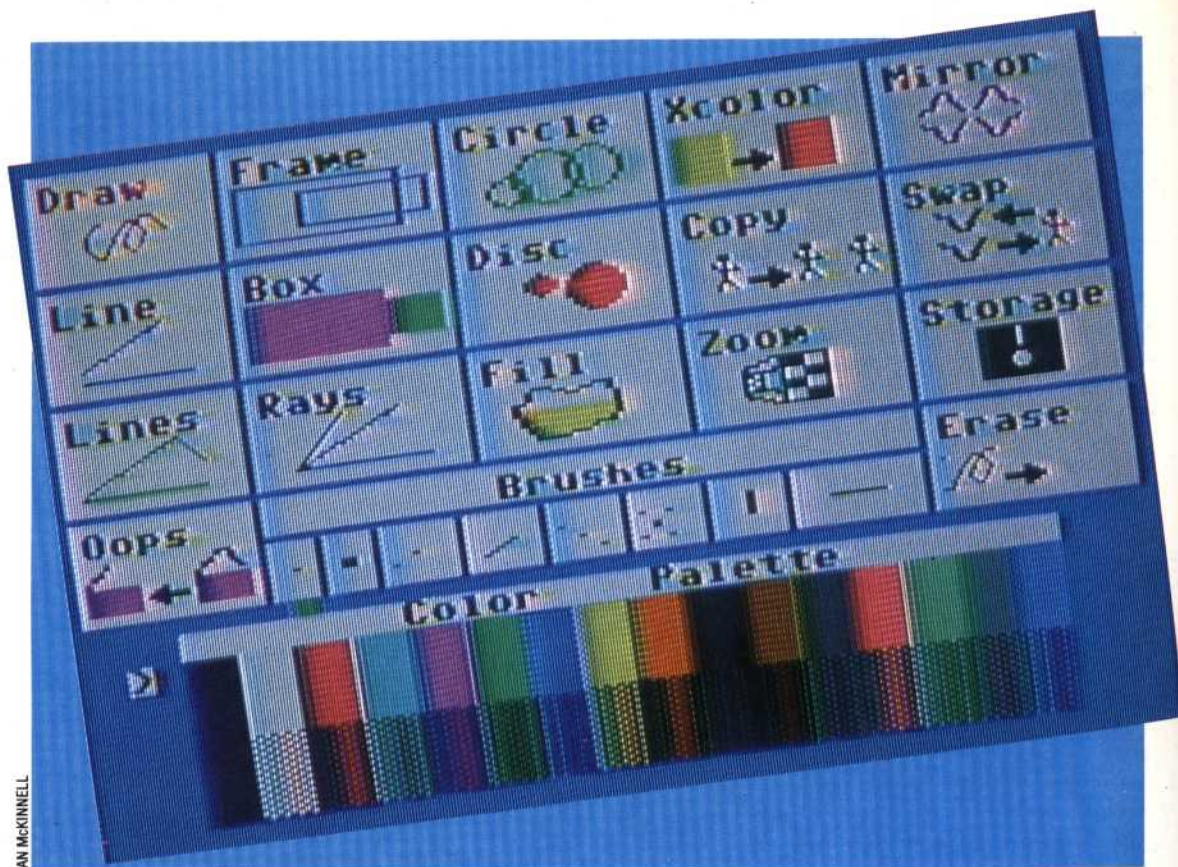 Draw
Frame
Circle
Xcolor
Mirror
Line
Box
Disc
Copy
Swap
Lines
Rays
Fill
Zoom
Storage
Oops
Brushes
Erase
Color Palette
AN McKINNELL